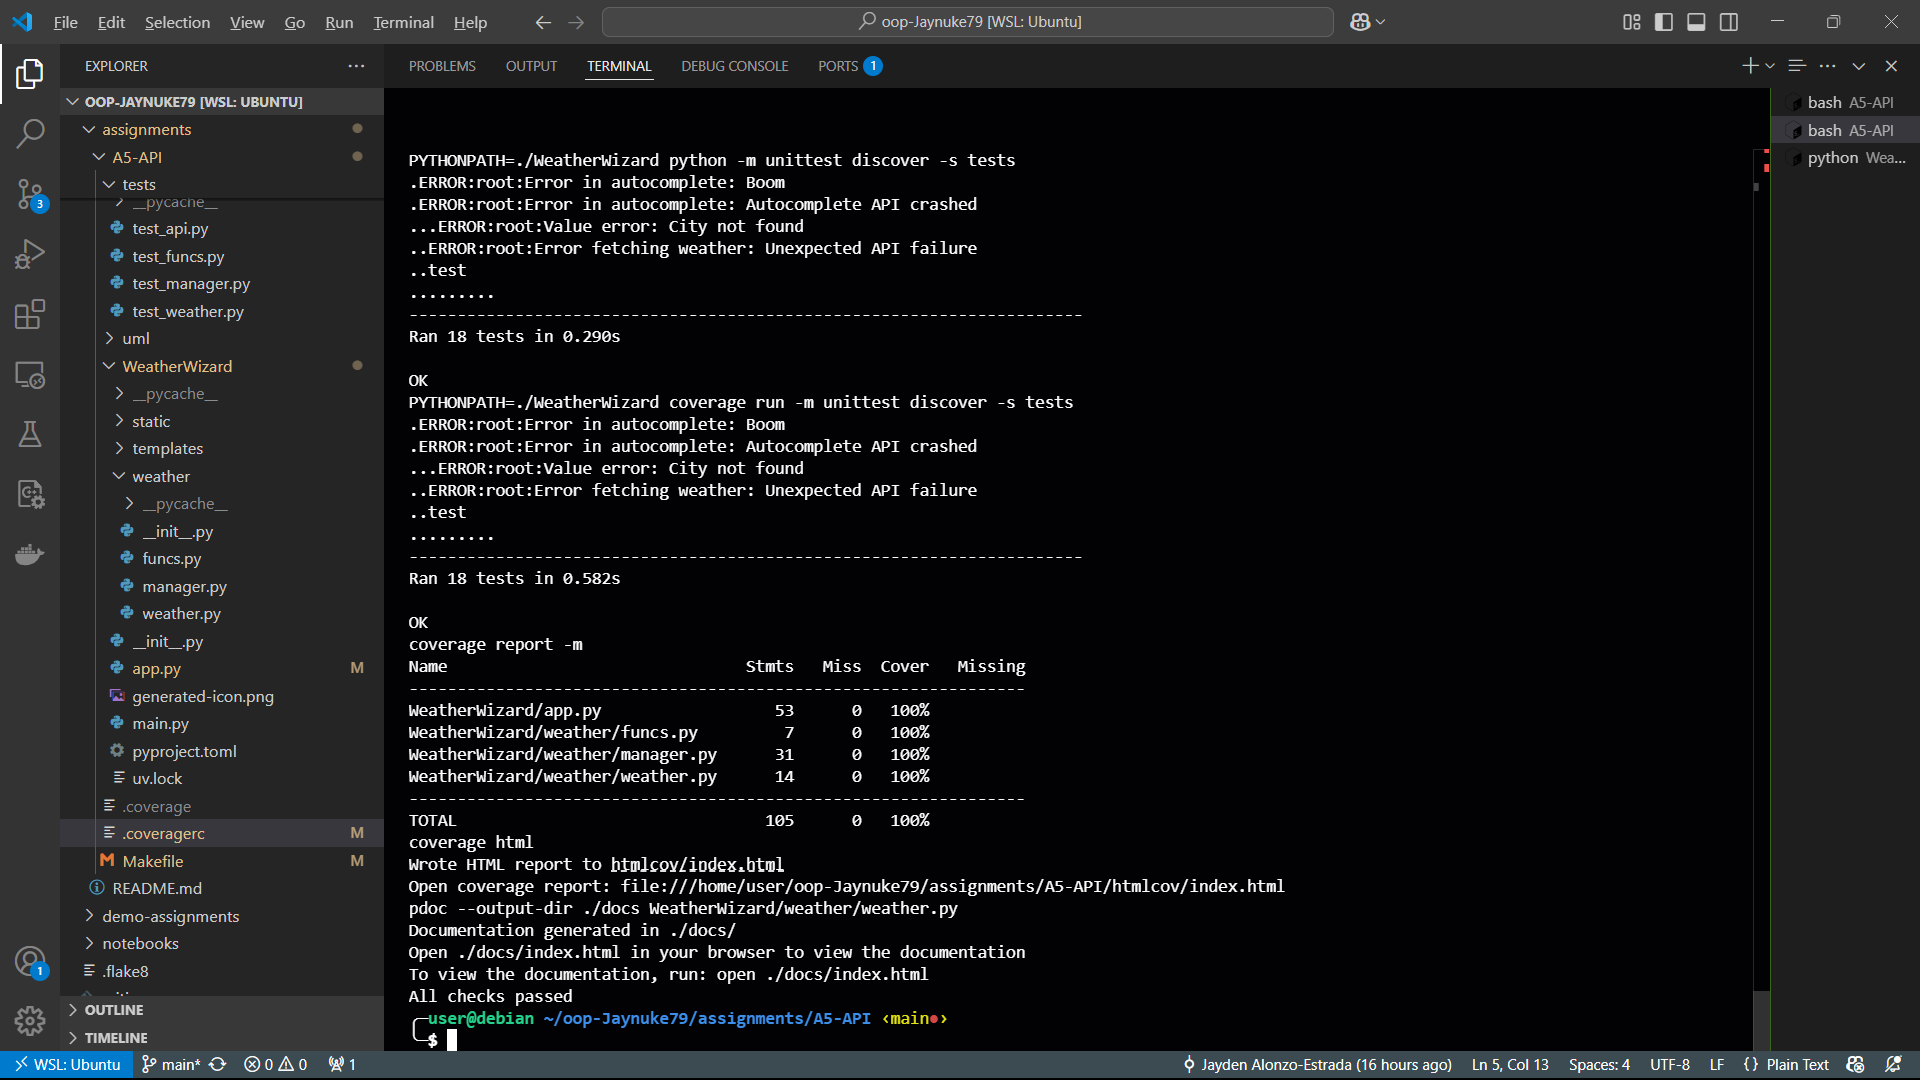 File Edit Selection View Go Run Terminal Help
oop-Jaynuke79 [WSL: Ubuntu]
EXPLORER
OOP-JAYNUKE79 [WSL: UBUNTU]
assignments
A5-API
tests
__pycache__
test_api.py
test_funcs.py
test_manager.py
test_weather.py
uml
WeatherWizard
__pycache__
static
templates
weather
__pycache__
__init__.py
funcs.py
manager.py
weather.py
__init__.py
app.py M
generated-icon.png
main.py
pyproject.toml
uv.lock
.coverage
.coveragerc M
Makefile M
README.md
demo-assignments
notebooks
.flake8
OUTLINE
TIMELINE
3
1
PROBLEMS OUTPUT TERMINAL DEBUG CONSOLE PORTS 1
PYTHONPATH=./WeatherWizard python -m unittest discover -s tests
.ERROR:root:Error in autocomplete: Boom
.ERROR:root:Error in autocomplete: Autocomplete API crashed
...ERROR:root:Value error: City not found
..ERROR:root:Error fetching weather: Unexpected API failure
..test
.........
----------------------------------------------------------------------
Ran 18 tests in 0.290s
OK
PYTHONPATH=./WeatherWizard coverage run -m unittest discover -s tests
.ERROR:root:Error in autocomplete: Boom
.ERROR:root:Error in autocomplete: Autocomplete API crashed
...ERROR:root:Value error: City not found
..ERROR:root:Error fetching weather: Unexpected API failure
..test
.........
----------------------------------------------------------------------
Ran 18 tests in 0.582s
OK
coverage report -m
Name Stmts Miss Cover Missing
----------------------------------------------------------------
WeatherWizard/app.py 53 0 100%
WeatherWizard/weather/funcs.py 7 0 100%
WeatherWizard/weather/manager.py 31 0 100%
WeatherWizard/weather/weather.py 14 0 100%
----------------------------------------------------------------
TOTAL 105 0 100%
coverage html
Wrote HTML report to htmlcov/index.html
Open coverage report: file:///home/user/oop-Jaynuke79/assignments/A5-API/htmlcov/index.html
pdoc --output-dir ./docs WeatherWizard/weather/weather.py
Documentation generated in ./docs/
Open ./docs/index.html in your browser to view the documentation
To view the documentation, run: open ./docs/index.html
All checks passed
user@debian ~/oop-Jaynuke79/assignments/A5-API ‹main●›
$
bash A5-API
bash A5-API
python Wea...
WSL: Ubuntu main* 0 0 1 Jayden Alonzo-Estrada (16 hours ago) Ln 5, Col 13 Spaces: 4 UTF-8 LF {} Plain Text